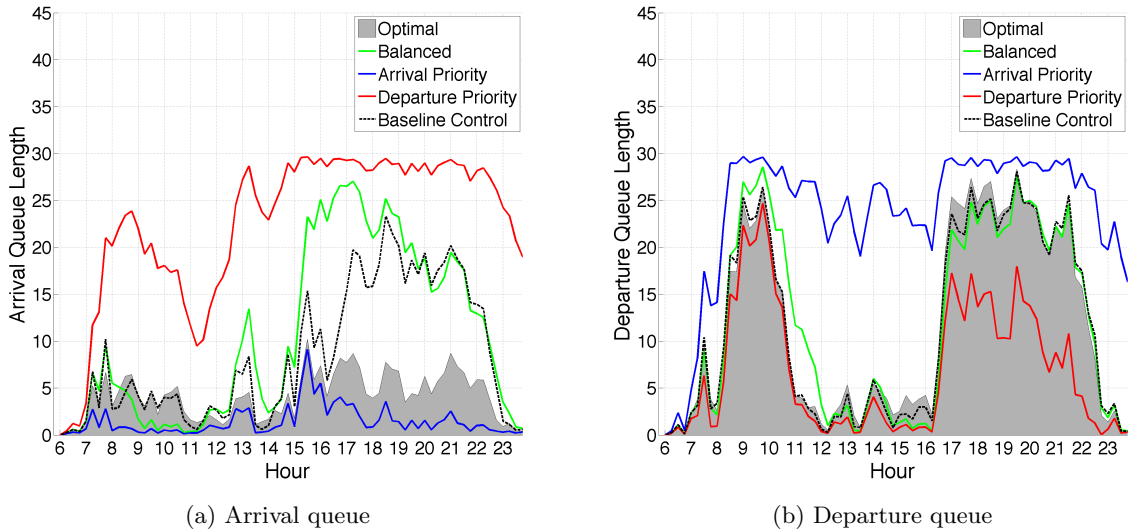 45
40
35
30
25
20
15
10
5
0
Arrival Queue Length
Optimal
Balanced
Arrival Priority
Departure Priority
Baseline Control
6 7 8 9 10 11 12 13 14 15 16 17 18 19 20 21 22 23
Hour
(a) Arrival queue
45
40
35
30
25
20
15
10
5
0
Departure Queue Length
Optimal
Balanced
Arrival Priority
Departure Priority
Baseline Control
6 7 8 9 10 11 12 13 14 15 16 17 18 19 20 21 22 23
Hour
(b) Departure queue